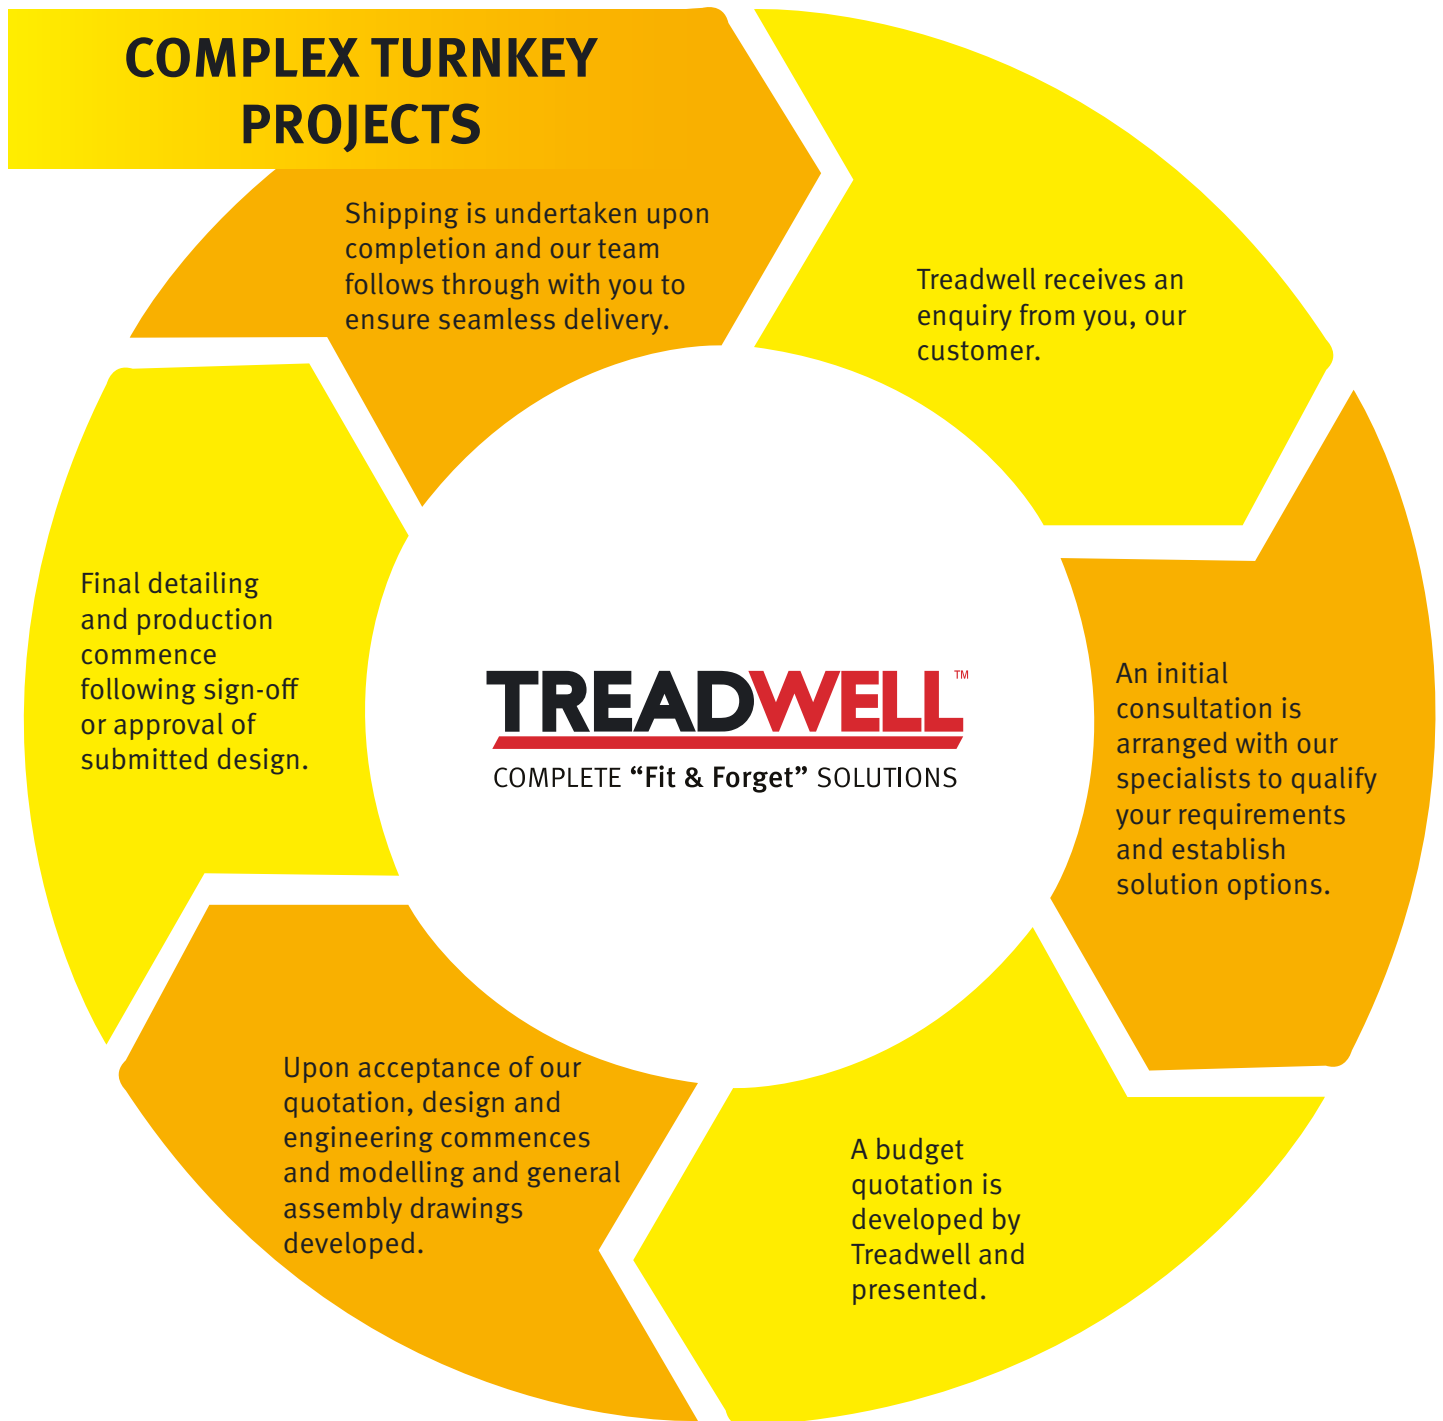 COMPLEX TURNKEY
PROJECTS
Treadwell receives an
enquiry from you, our
customer.
An initial
consultation is
arranged with our
specialists to qualify
your requirements
and establish
solution options.
A budget
quotation is
developed by
Treadwell and
presented.
Upon acceptance of our
quotation, design and
engineering commences
and modelling and general
assembly drawings
developed.
Final detailing
and production
commence
following sign-off
or approval of
submitted design.
Shipping is undertaken upon
completion and our team
follows through with you to
ensure seamless delivery.
TREADWELL™
COMPLETE “Fit & Forget” SOLUTIONS